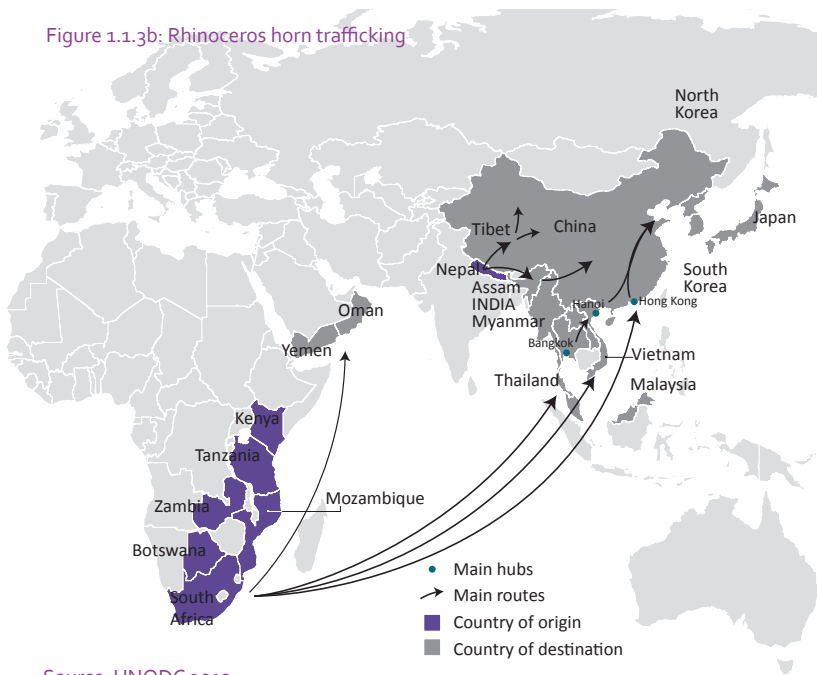 Figure 1.1.3b: Rhinoceros horn trafficking
North
Korea
Japan
Tibet
China
Nepal
South
Korea
Assam
INDIA
Myanmar
Hanoi
Hong Kong
Oman
Yemen
Bangkok
Vietnam
Thailand
Malaysia
Kenya
Tanzania
Zambia
Mozambique
Botswana
South
Africa
Main hubs
Main routes
Country of origin
Country of destination